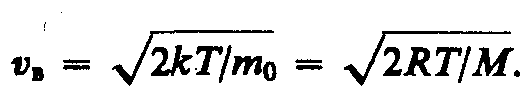 v_в = √2kT/m₀ = √2RT/M.